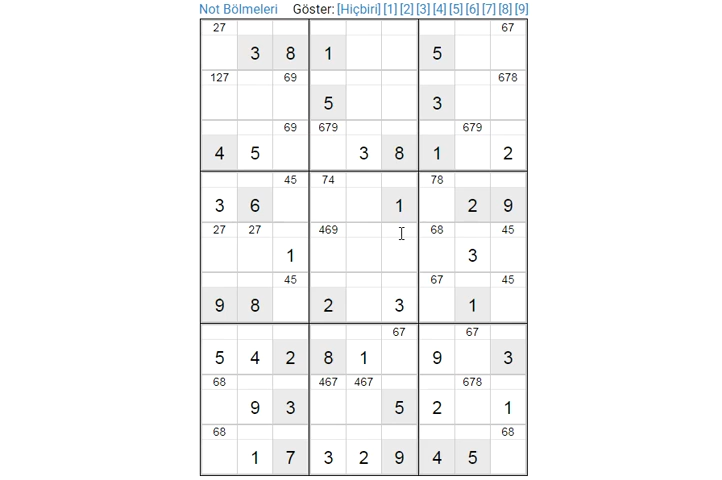 Not Bölmeleri Göster: [Hiçbiri] [1] [2] [3] [4] [5] [6] [7] [8] [9]
27 67
3 8 1 5
127 69 678
5 3
69 679 679
4 5 3 8 1 2
45 74 78
3 6 1 2 9
27 27 469 68 45
1 3
45 67 45
9 8 2 3 1
67 67
5 4 2 8 1 9 3
68 467 467 678
9 3 5 2 1
68 68
1 7 3 2 9 4 5